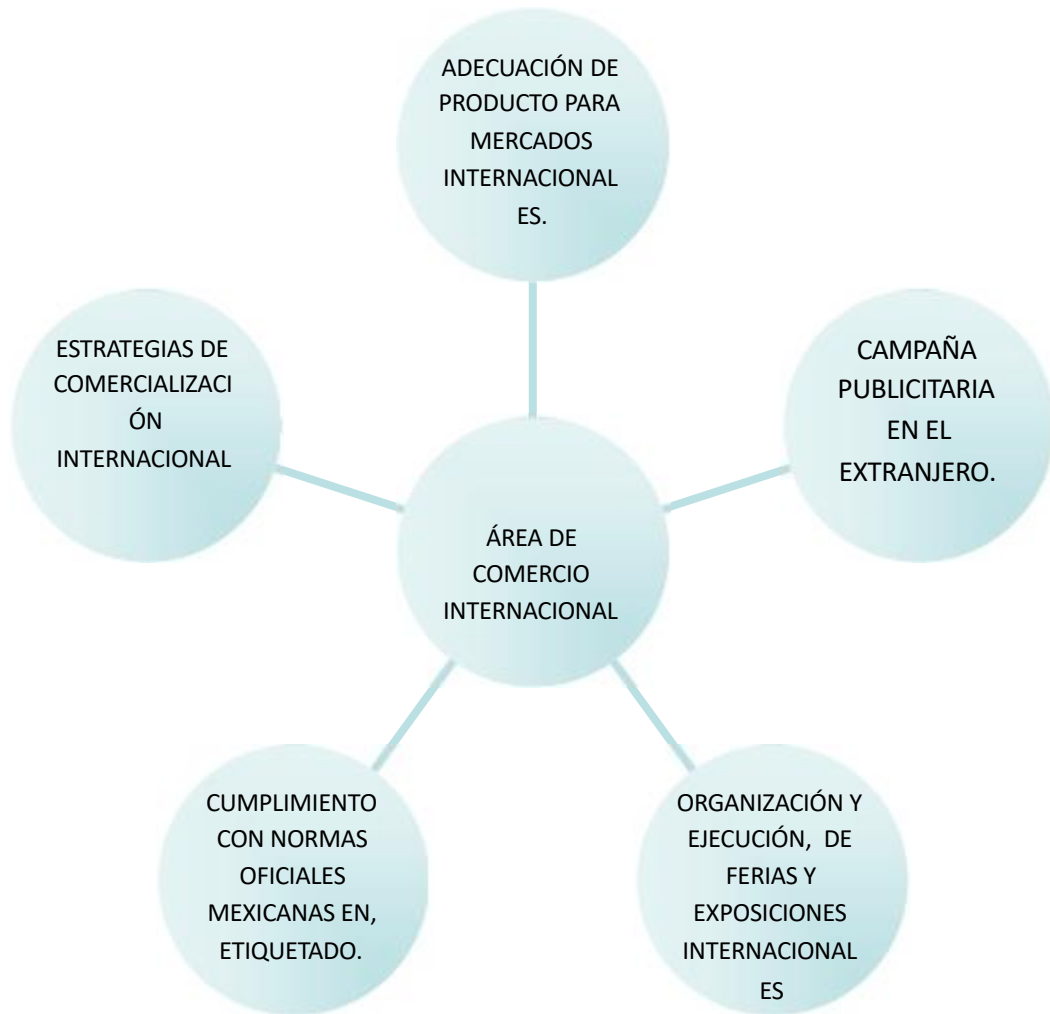 ADECUACIÓN DE
PRODUCTO PARA
MERCADOS
INTERNACIONAL
ES.
ESTRATEGIAS DE
COMERCIALIZACI
ÓN
INTERNACIONAL
CAMPAÑA
PUBLICITARIA
EN EL
EXTRANJERO.
ÁREA DE
COMERCIO
INTERNACIONAL
CUMPLIMIENTO
CON NORMAS
OFICIALES
MEXICANAS EN,
ETIQUETADO.
ORGANIZACIÓN Y
EJECUCIÓN, DE
FERIAS Y
EXPOSICIONES
INTERNACIONAL
ES